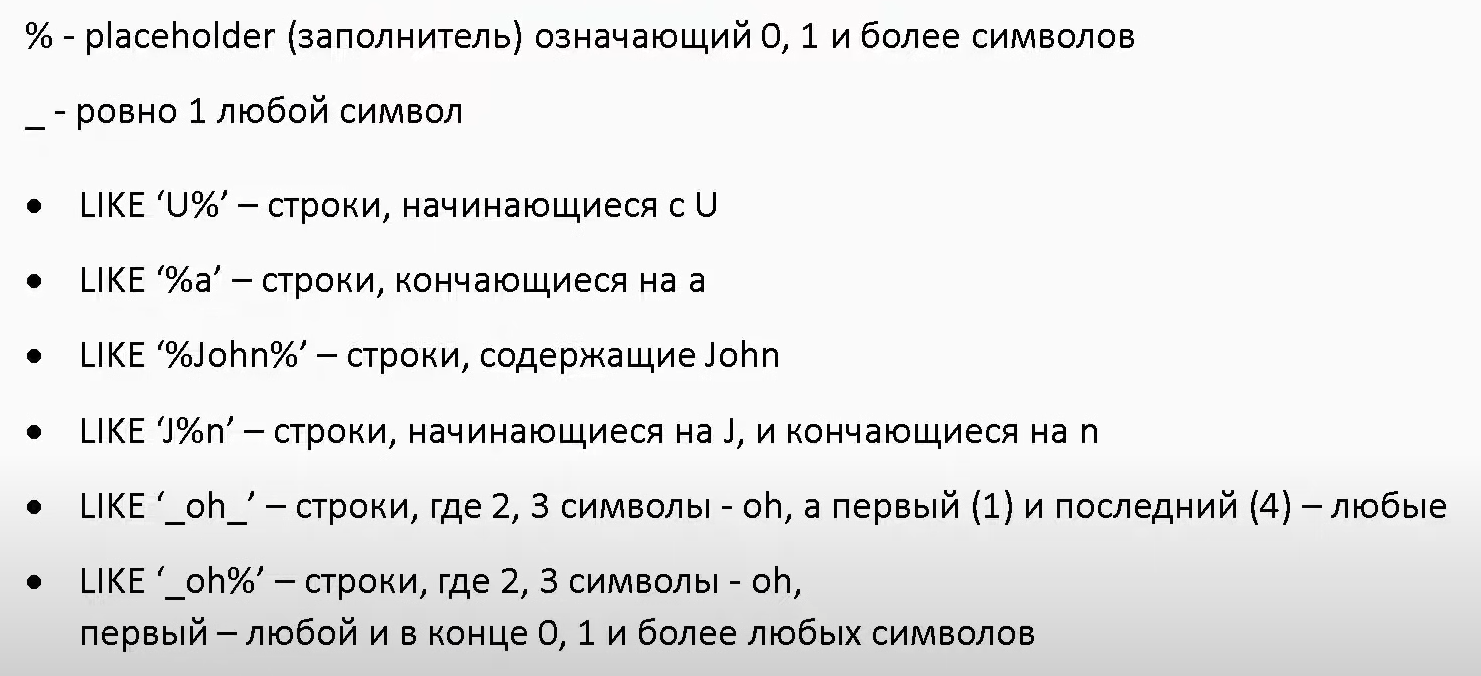 % - placeholder (заполнитель) означающий 0, 1 и более символов
_ - ровно 1 любой символ
• LIKE ‘U%’ – строки, начинающиеся с U
• LIKE ‘%a’ – строки, кончающиеся на a
• LIKE ‘%John%’ – строки, содержащие John
• LIKE ‘J%n’ – строки, начинающиеся на J, и кончающиеся на n
• LIKE ‘_oh_’ – строки, где 2, 3 символы - oh, а первый (1) и последний (4) – любые
• LIKE ‘_oh%’ – строки, где 2, 3 символы - oh,
первый – любой и в конце 0, 1 и более любых символов